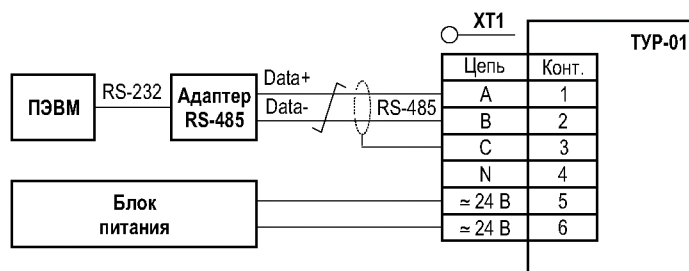 XT1
ТУР-01
Цепь Конт.
ПЭВМ
RS-232
Адаптер
RS-485
Data+
Data-
RS-485
A 1
B 2
C 3
N 4
≃ 24 В 5
≃ 24 В 6
Блок
питания